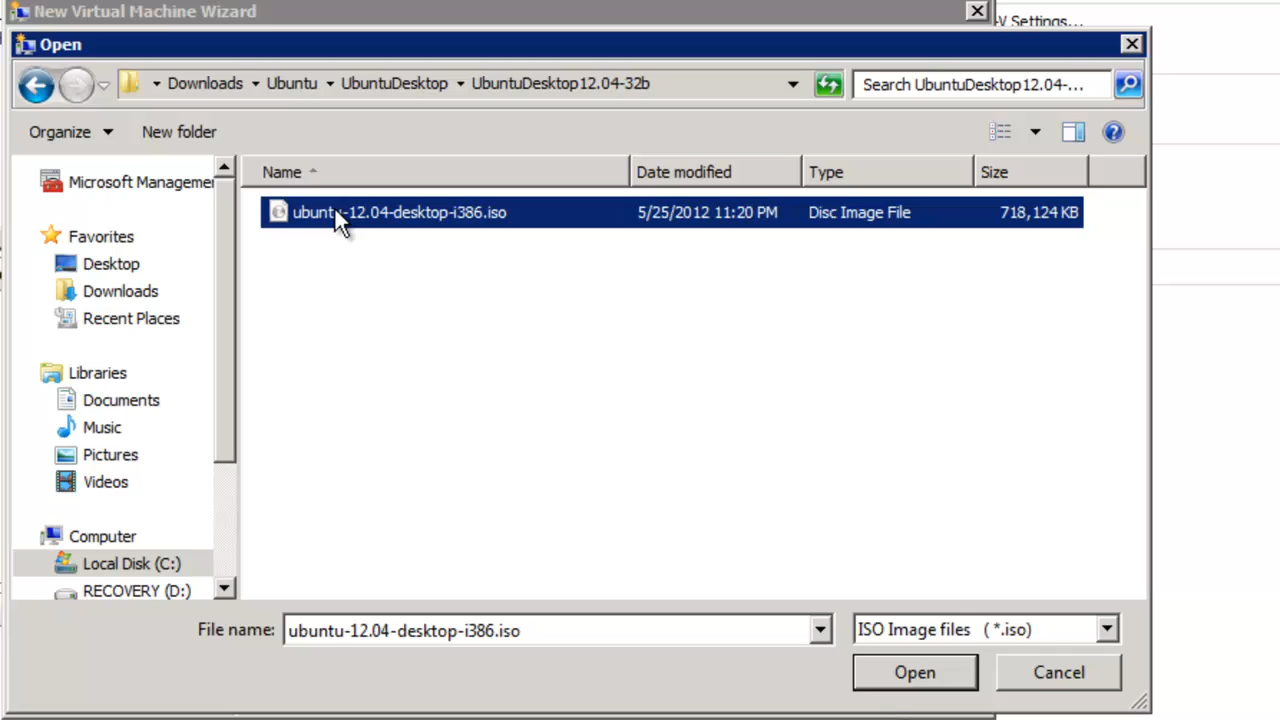 New Virtual Machine Wizard
-V Settings...
Open
Downloads Ubuntu UbuntuDesktop UbuntuDesktop12.04-32b
Search UbuntuDesktop12.04-...
Organize New folder
Microsoft Manageme
Favorites
Desktop
Downloads
Recent Places
Libraries
Documents
Music
Pictures
Videos
Computer
Local Disk (C:)
RECOVERY (D:)
Name Date modified Type Size
ubuntu-12.04-desktop-i386.iso 5/25/2012 11:20 PM Disc Image File 718,124 KB
File name: ubuntu-12.04-desktop-i386.iso ISO Image files (*.iso)
Open Cancel